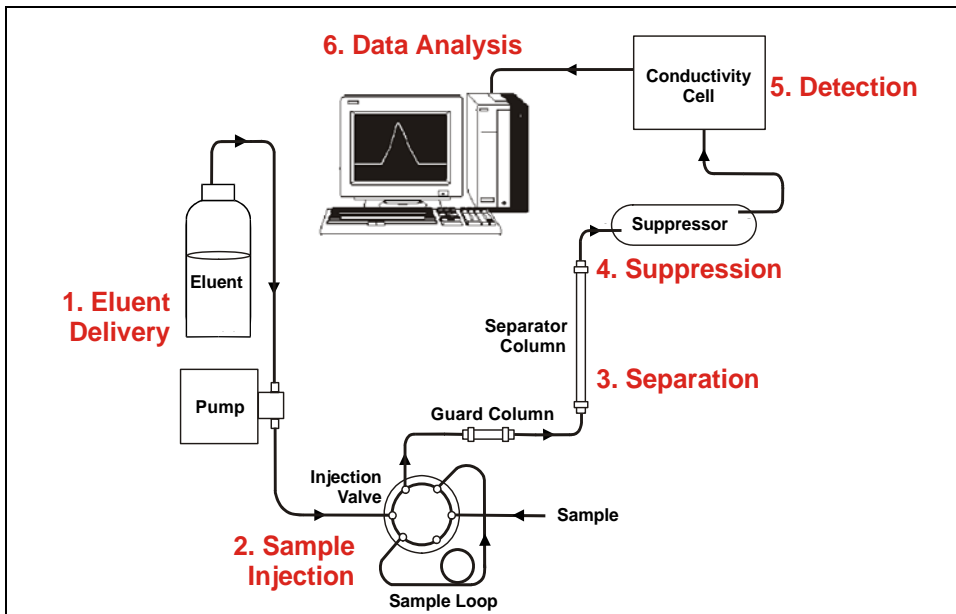 6. Data Analysis
Conductivity
Cell
5. Detection
Suppressor
4. Suppression
Eluent
1. Eluent
Delivery
Separator
Column
3. Separation
Pump
Guard Column
Injection
Valve
Sample
2. Sample
Injection
Sample Loop